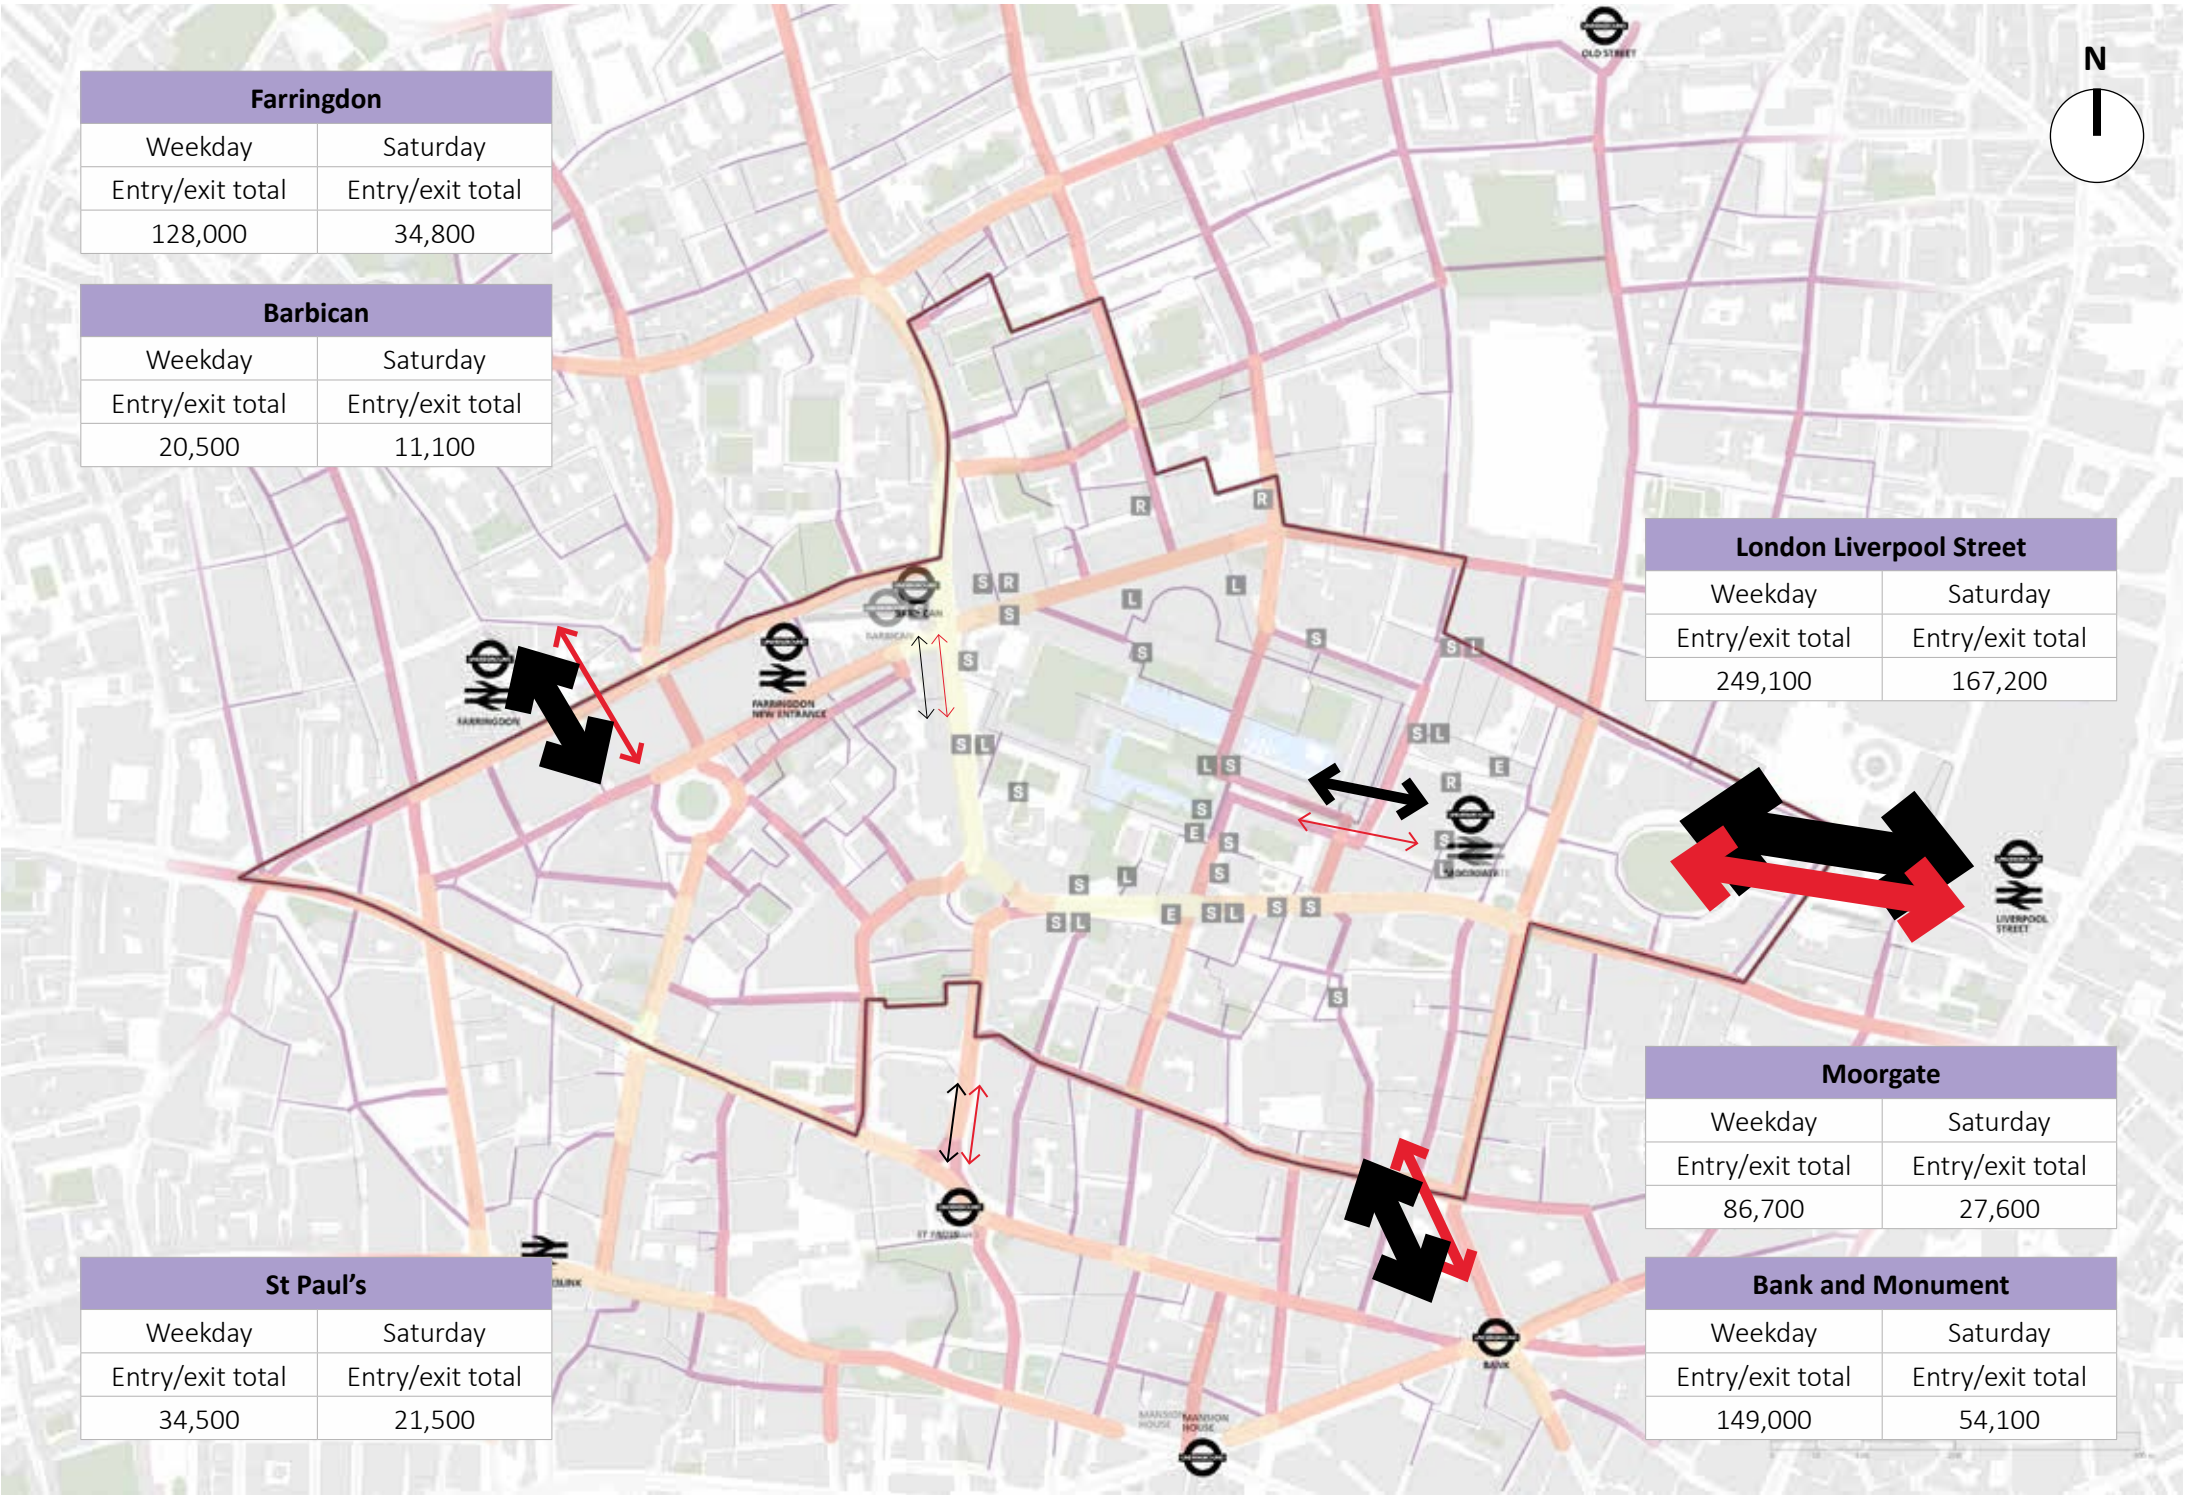 OLD STREET
N
Farringdon
Weekday Saturday
Entry/exit total Entry/exit total
128,000 34,800
Barbican
Weekday Saturday
Entry/exit total Entry/exit total
20,500 11,100
R R
London Liverpool Street
Weekday Saturday
Entry/exit total Entry/exit total
249,100 167,200
S R
L L
S
BARBICAN
S
S
S
S L
FARRINGDON
FARRINGDON
NEW ENTRANCE
S L
S L
L S
E
R
S
S
E
S
S
L
MOORGATE
S
L
S
S L
E
S L
S S
LIVERPOOL
STREET
S
Moorgate
Weekday Saturday
Entry/exit total Entry/exit total
86,700 27,600
St Paul's
Weekday Saturday
Entry/exit total Entry/exit total
34,500 21,500
Bank and Monument
Weekday Saturday
Entry/exit total Entry/exit total
149,000 54,100
BANK
MANSION
HOUSE
MANSION
HOUSE